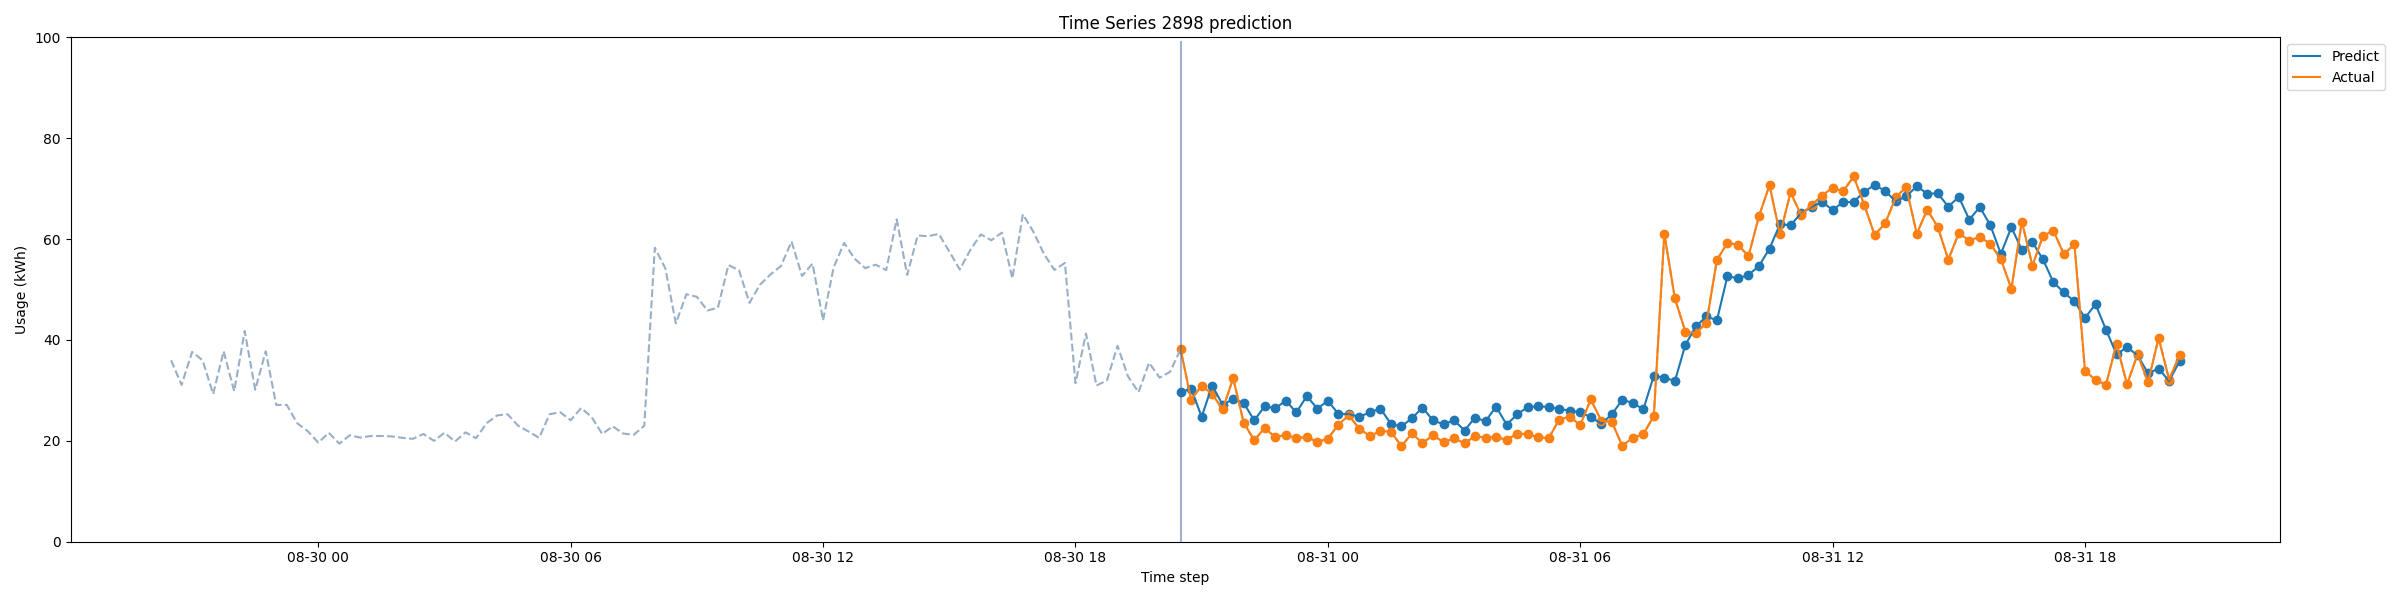 Time Series 2898 prediction
100
80
60
40
20
0
Usage (kWh)
08-30 00
08-30 06
08-30 12
08-30 18
08-31 00
08-31 06
08-31 12
08-31 18
Time step
Predict
Actual